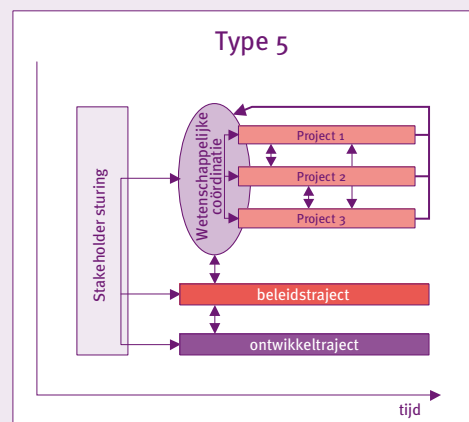 Type 5
Stakeholder sturing
Wetenschappelijke
coördinatie
Project 1
Project 2
Project 3
beleidstraject
ontwikkeltraject
tijd